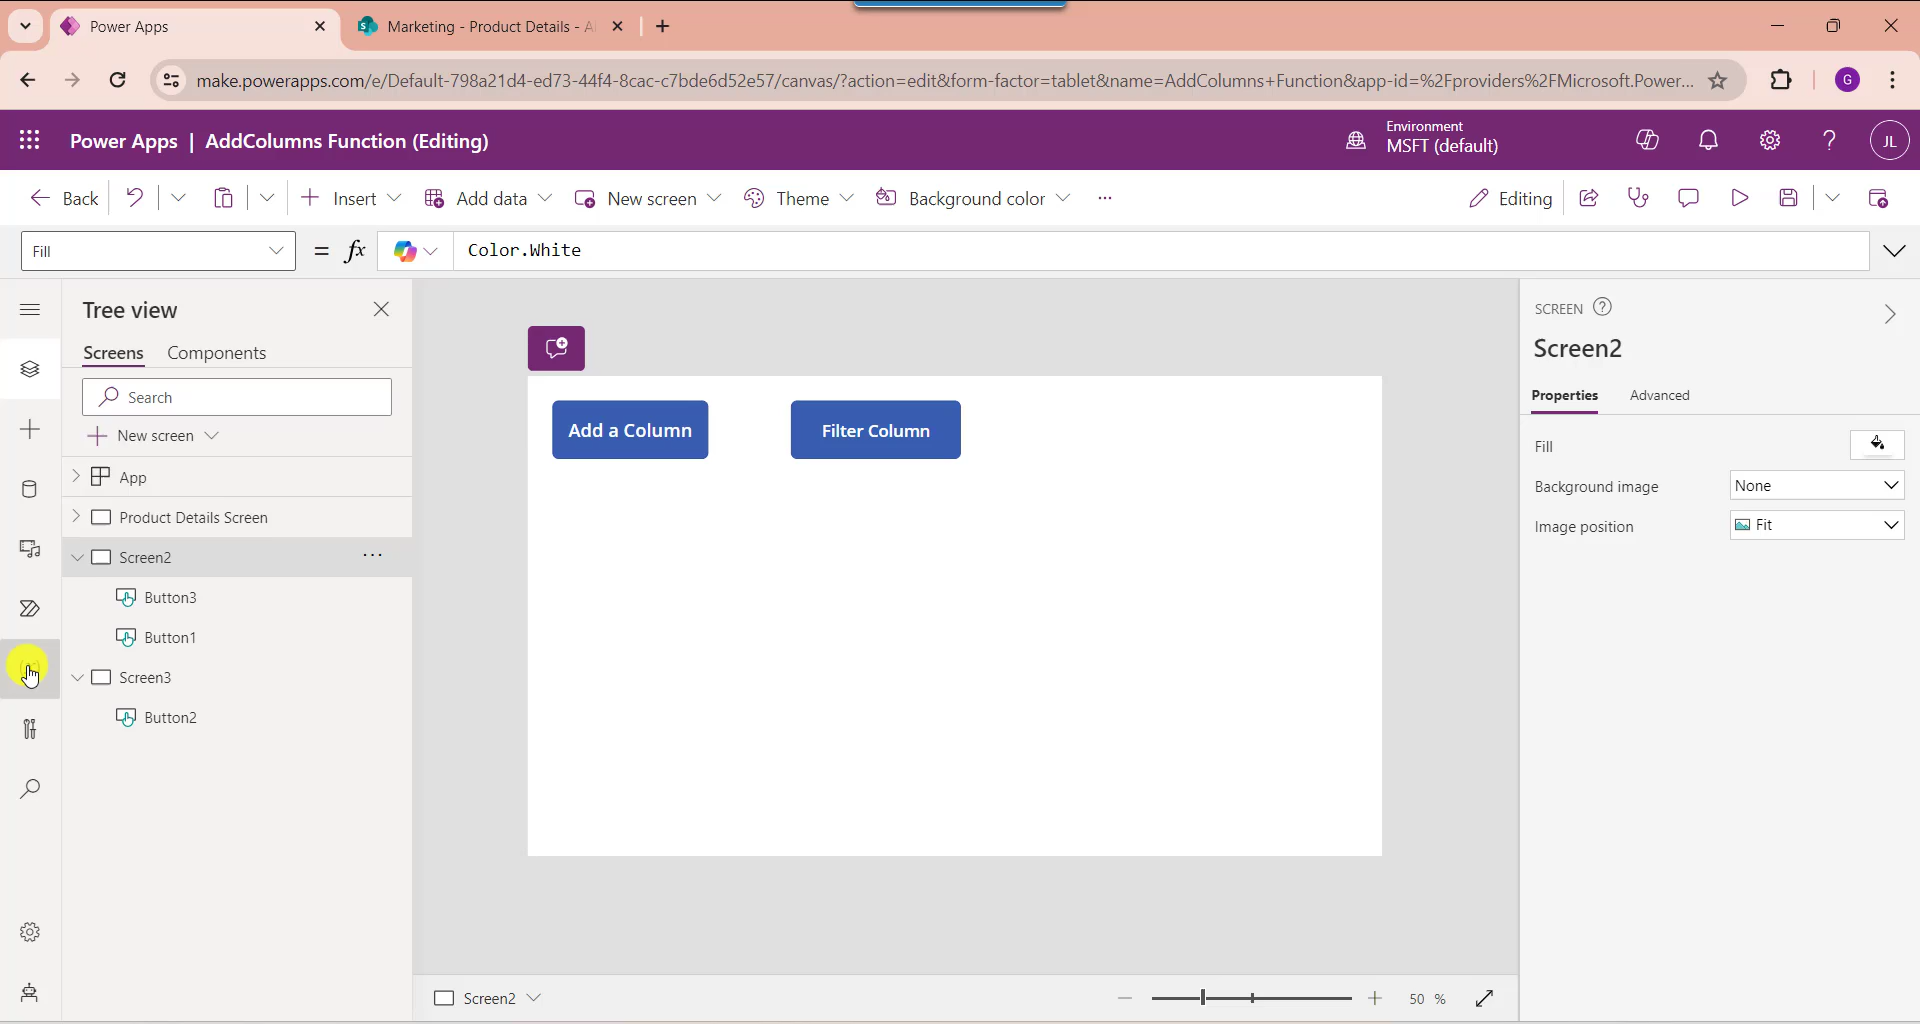 Power Apps
Marketing - Product Details - A
make.powerapps.com/e/Default-798a21d4-ed73-44f4-8cac-c7bde6d52e57/canvas/?action=edit&form-factor=tablet&name=AddColumns+Function&app-id=%2Fproviders%2FMicrosoft.Power...
G
Power Apps | AddColumns Function (Editing)
Environment
MSFT (default)
?
JL
Back
Insert
Add data
New screen
Theme
Background color
...
Editing
Fill
= fx
Color.White
Tree view
Screens
Components
Search
New screen
App
Product Details Screen
Screen2
...
Button3
Button1
Screen3
Button2
Add a Column
Filter Column
SCREEN
Screen2
Properties
Advanced
Fill
Background image
None
Image position
Fit
Screen2
50 %